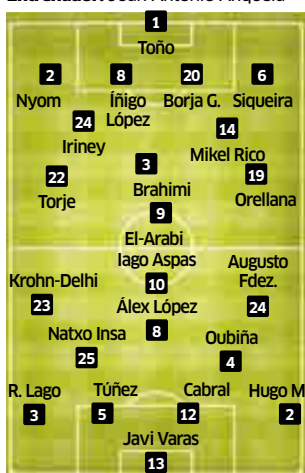 1
Toño
2 8 20 6
Nyom Íñigo López Borja G. Siqueira
24 14
Iriney Mikel Rico
22 3 19
Torje Brahimi Orellana
9
El-Arabi
Iago Aspas
10
Krohn-Delhi Augusto Fdez.
23 Álex López 24
8
Natxo Insa Oubiña
25 4
R. Lago Túñez Cabral Hugo M
3 5 12 2
Javi Varas
13